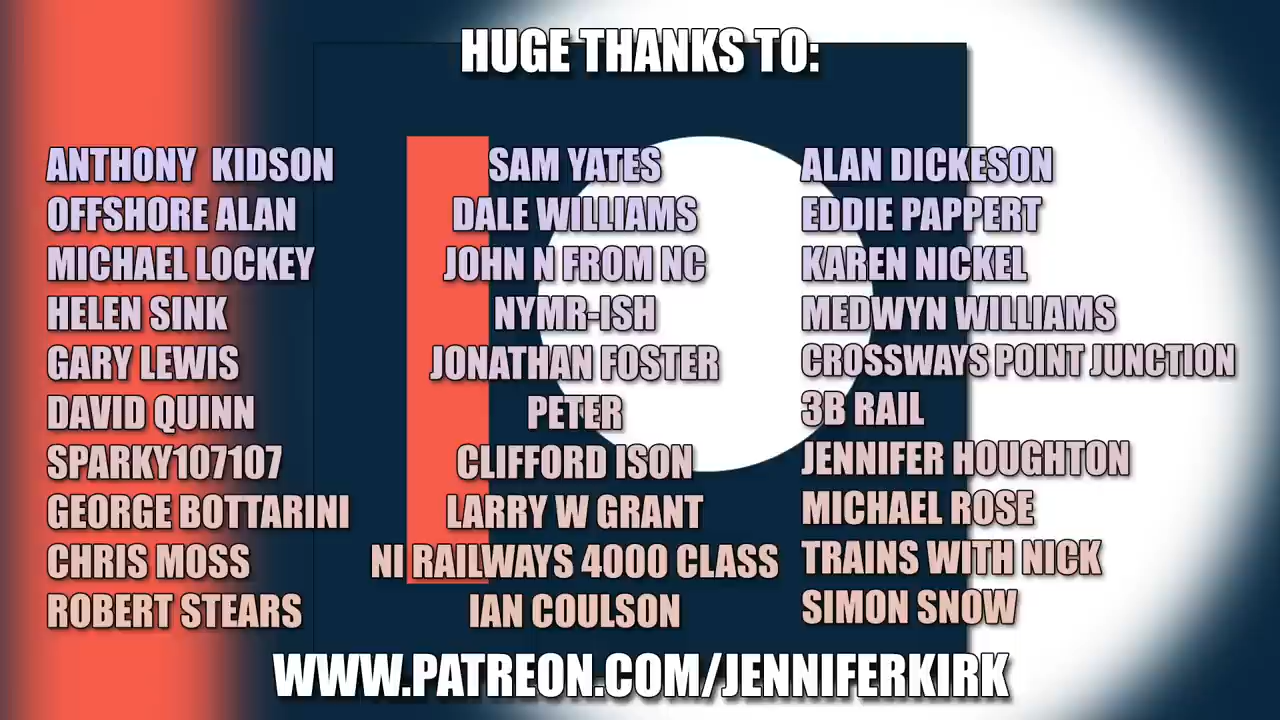 HUGE THANKS TO:
ANTHONY KIDSON
OFFSHORE ALAN
MICHAEL LOCKEY
HELEN SINK
GARY LEWIS
DAVID QUINN
SPARKY107107
GEORGE BOTTARINI
CHRIS MOSS
ROBERT STEARS
SAM YATES
DALE WILLIAMS
JOHN N FROM NC
NYMR-ISH
JONATHAN FOSTER
PETER
CLIFFORD ISON
LARRY W GRANT
NI RAILWAYS 4000 CLASS
IAN COULSON
ALAN DICKESON
EDDIE PAPPERT
KAREN NICKEL
MEDWYN WILLIAMS
CROSSWAYS POINT JUNCTION
3B RAIL
JENNIFER HOUGHTON
MICHAEL ROSE
TRAINS WITH NICK
SIMON SNOW
WWW.PATREON.COM/JENNIFERKIRK